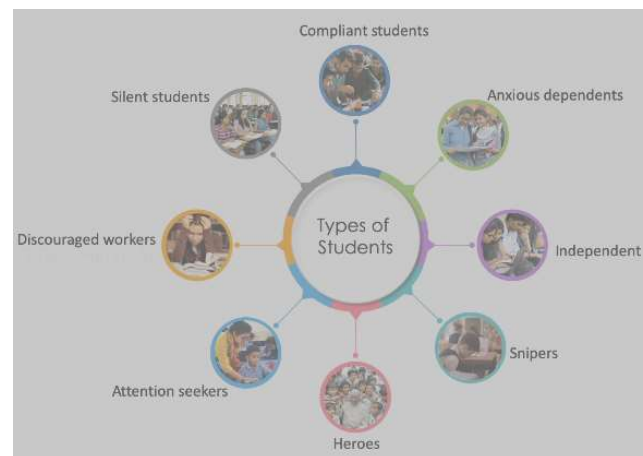 Compliant students
Silent students
Anxious dependents
Types of
Students
Discouraged workers
Independent
Attention seekers
Snipers
Heroes